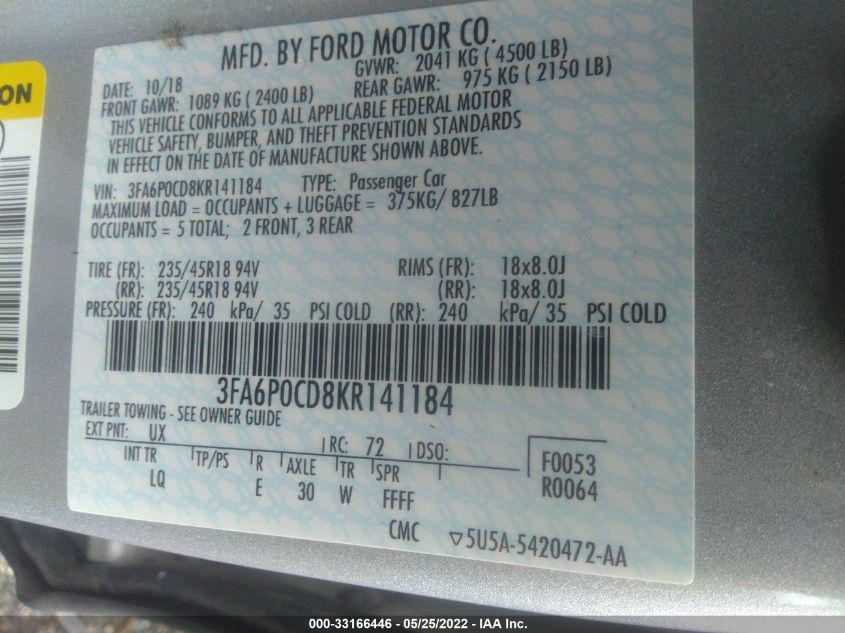 ON
MFD. BY FORD MOTOR CO.
DATE: 10/18 GVWR: 2041 KG ( 4500 LB)
FRONT GAWR: 1089 KG ( 2400 LB) REAR GAWR: 975 KG ( 2150 LB)
THIS VEHICLE CONFORMS TO ALL APPLICABLE FEDERAL MOTOR
VEHICLE SAFETY, BUMPER, AND THEFT PREVENTION STANDARDS
IN EFFECT ON THE DATE OF MANUFACTURE SHOWN ABOVE.
VIN: 3FA6P0CD8KR141184 TYPE: Passenger Car
MAXIMUM LOAD = OCCUPANTS + LUGGAGE = 375KG/ 827LB
OCCUPANTS = 5 TOTAL; 2 FRONT, 3 REAR
TIRE (FR): 235/45R18 94V RIMS (FR): 18x8.0J
(RR): 235/45R18 94V (RR): 18x8.0J
PRESSURE (FR): 240 kPa/ 35 PSI COLD (RR): 240 kPa/ 35 PSI COLD
3FA6P0CD8KR141184
TRAILER TOWING - SEE OWNER GUIDE
EXT PNT: UX RC: 72 DSO:
INT TR TP/PS R AXLE TR SPR F0053
LQ E 30 W FFFF R0064
CMC ▽5U5A-5420472-AA
000-33166446 - 05/25/2022 - IAA Inc.